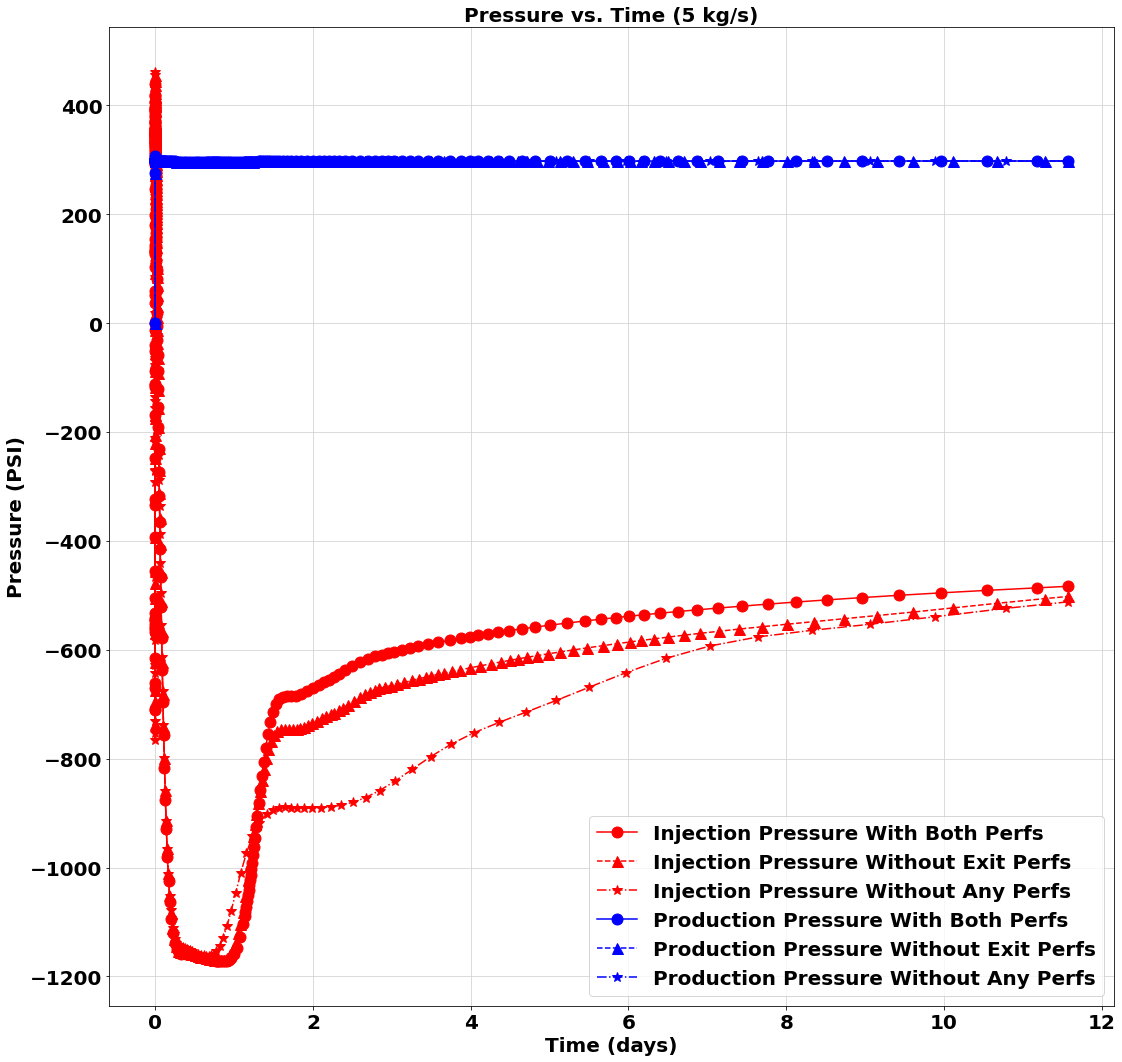 Pressure vs. Time (5 kg/s)
Pressure (PSI)
400
200
0
−200
−400
−600
−800
−1000
−1200
Injection Pressure With Both Perfs
Injection Pressure Without Exit Perfs
Injection Pressure Without Any Perfs
Production Pressure With Both Perfs
Production Pressure Without Exit Perfs
Production Pressure Without Any Perfs
0 2 4 6 8 10 12
Time (days)